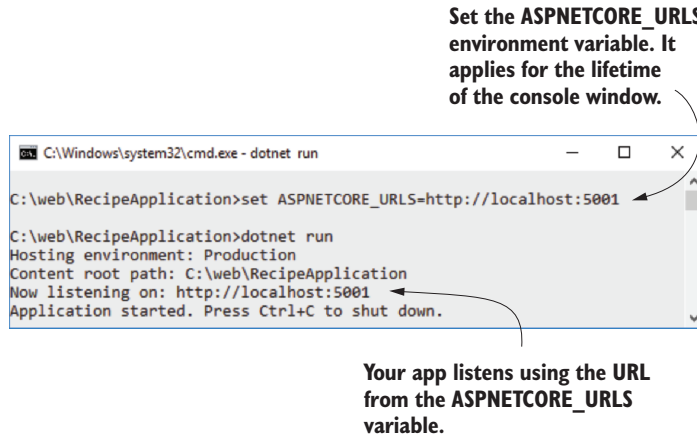 Set the ASPNETCORE_URLS
environment variable. It
applies for the lifetime
of the console window.
C:\Windows\system32\cmd.exe - dotnet run
C:\web\RecipeApplication>set ASPNETCORE_URLS=http://localhost:5001
C:\web\RecipeApplication>dotnet run
Hosting environment: Production
Content root path: C:\web\RecipeApplication
Now listening on: http://localhost:5001
Application started. Press Ctrl+C to shut down.
Your app listens using the URL
from the ASPNETCORE_URLS
variable.